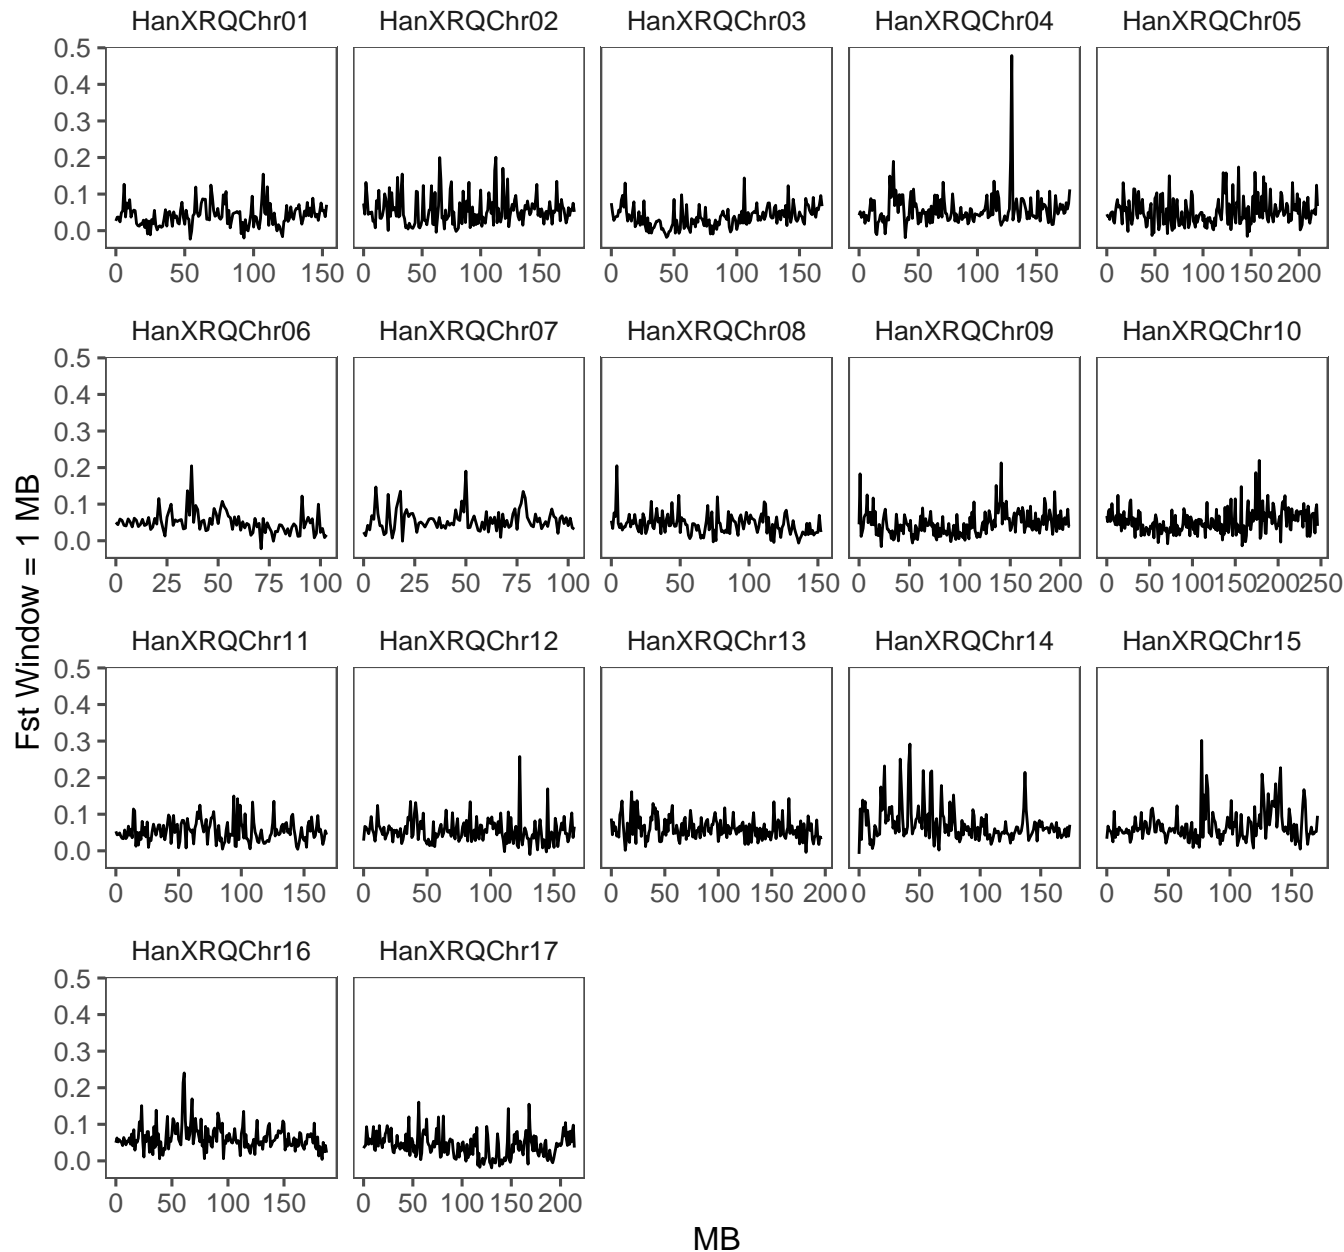 HanXRQChr01 HanXRQChr02 HanXRQChr03 HanXRQChr04 HanXRQChr05
0.5
0.4
0.3
0.2
0.1
0.0
0 50 100 150 0 50 100 150 0 50 100 150 0 50 100 150 0 50 100 150 200
HanXRQChr06 HanXRQChr07 HanXRQChr08 HanXRQChr09 HanXRQChr10
0.5
0.4
0.3
0.2
0.1
0.0
0 25 50 75 100 0 25 50 75 100 0 50 100 150 0 50 100 150 200 0 50 100 150 200 250
Fst Window = 1 MB
HanXRQChr11 HanXRQChr12 HanXRQChr13 HanXRQChr14 HanXRQChr15
0.5
0.4
0.3
0.2
0.1
0.0
0 50 100 150 0 50 100 150 0 50 100 150 200 0 50 100 150 0 50 100 150
HanXRQChr16 HanXRQChr17
0.5
0.4
0.3
0.2
0.1
0.0
0 50 100 150 0 50 100 150 200
MB